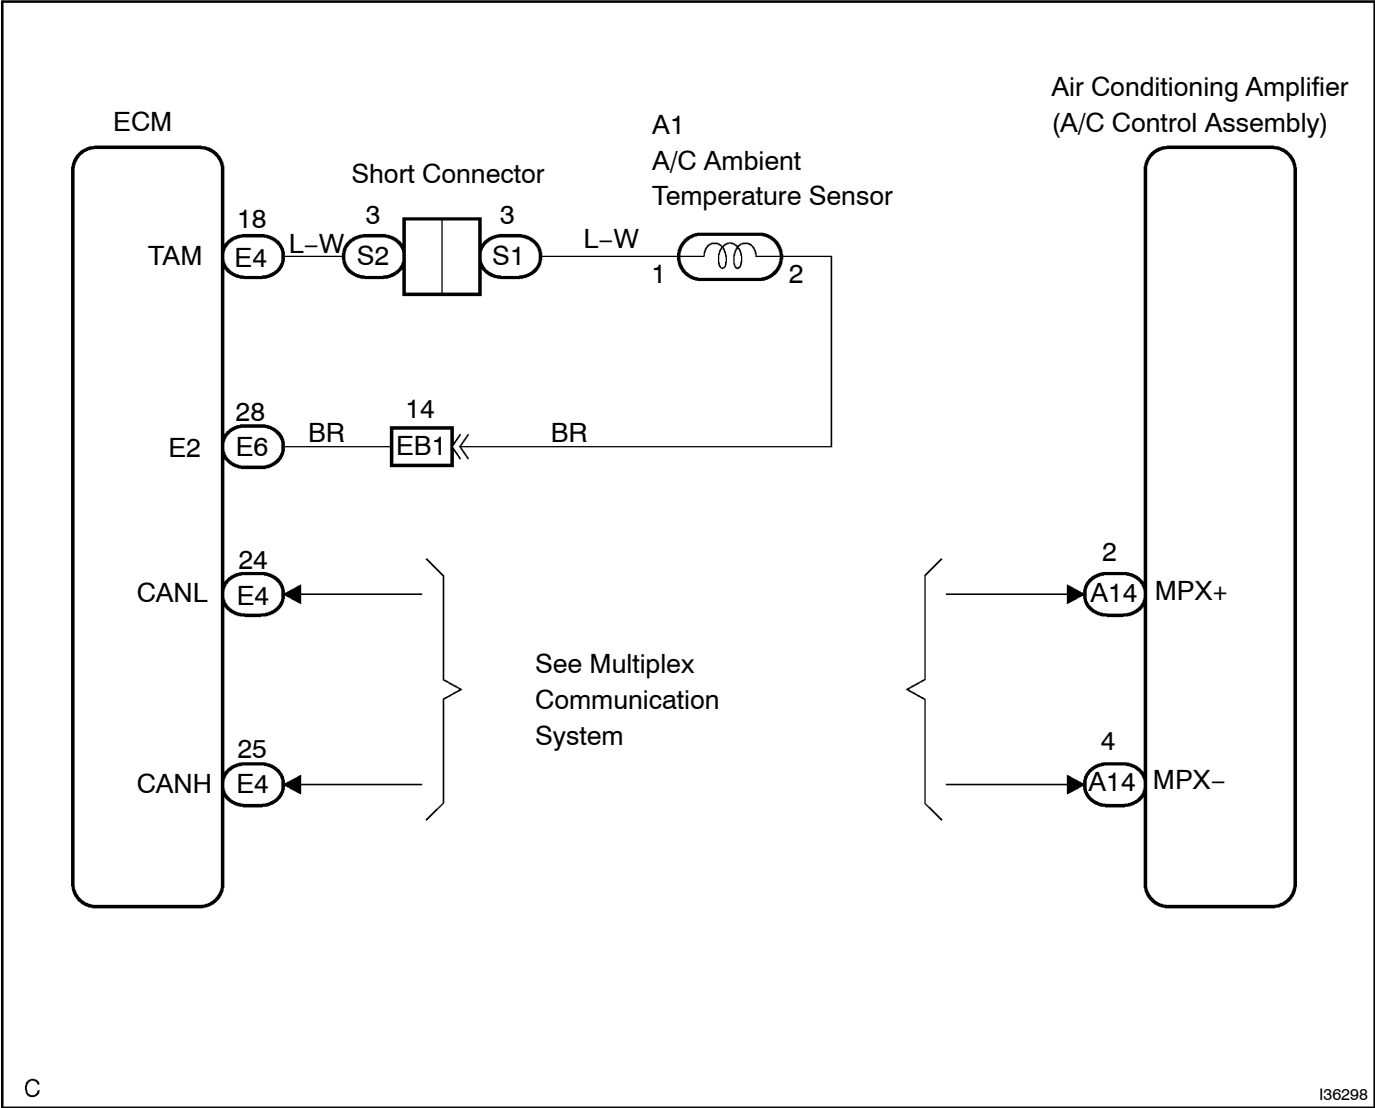 Air Conditioning Amplifier
(A/C Control Assembly)
ECM
A1
A/C Ambient
Temperature Sensor
Short Connector
18
3
3
TAM
E4
L−W
S2
S1
L−W
1
2
28
14
E2
E6
BR
EB1
BR
24
2
CANL
E4
A14
MPX+
See Multiplex
Communication
System
25
4
CANH
E4
A14
MPX−
C
I36298